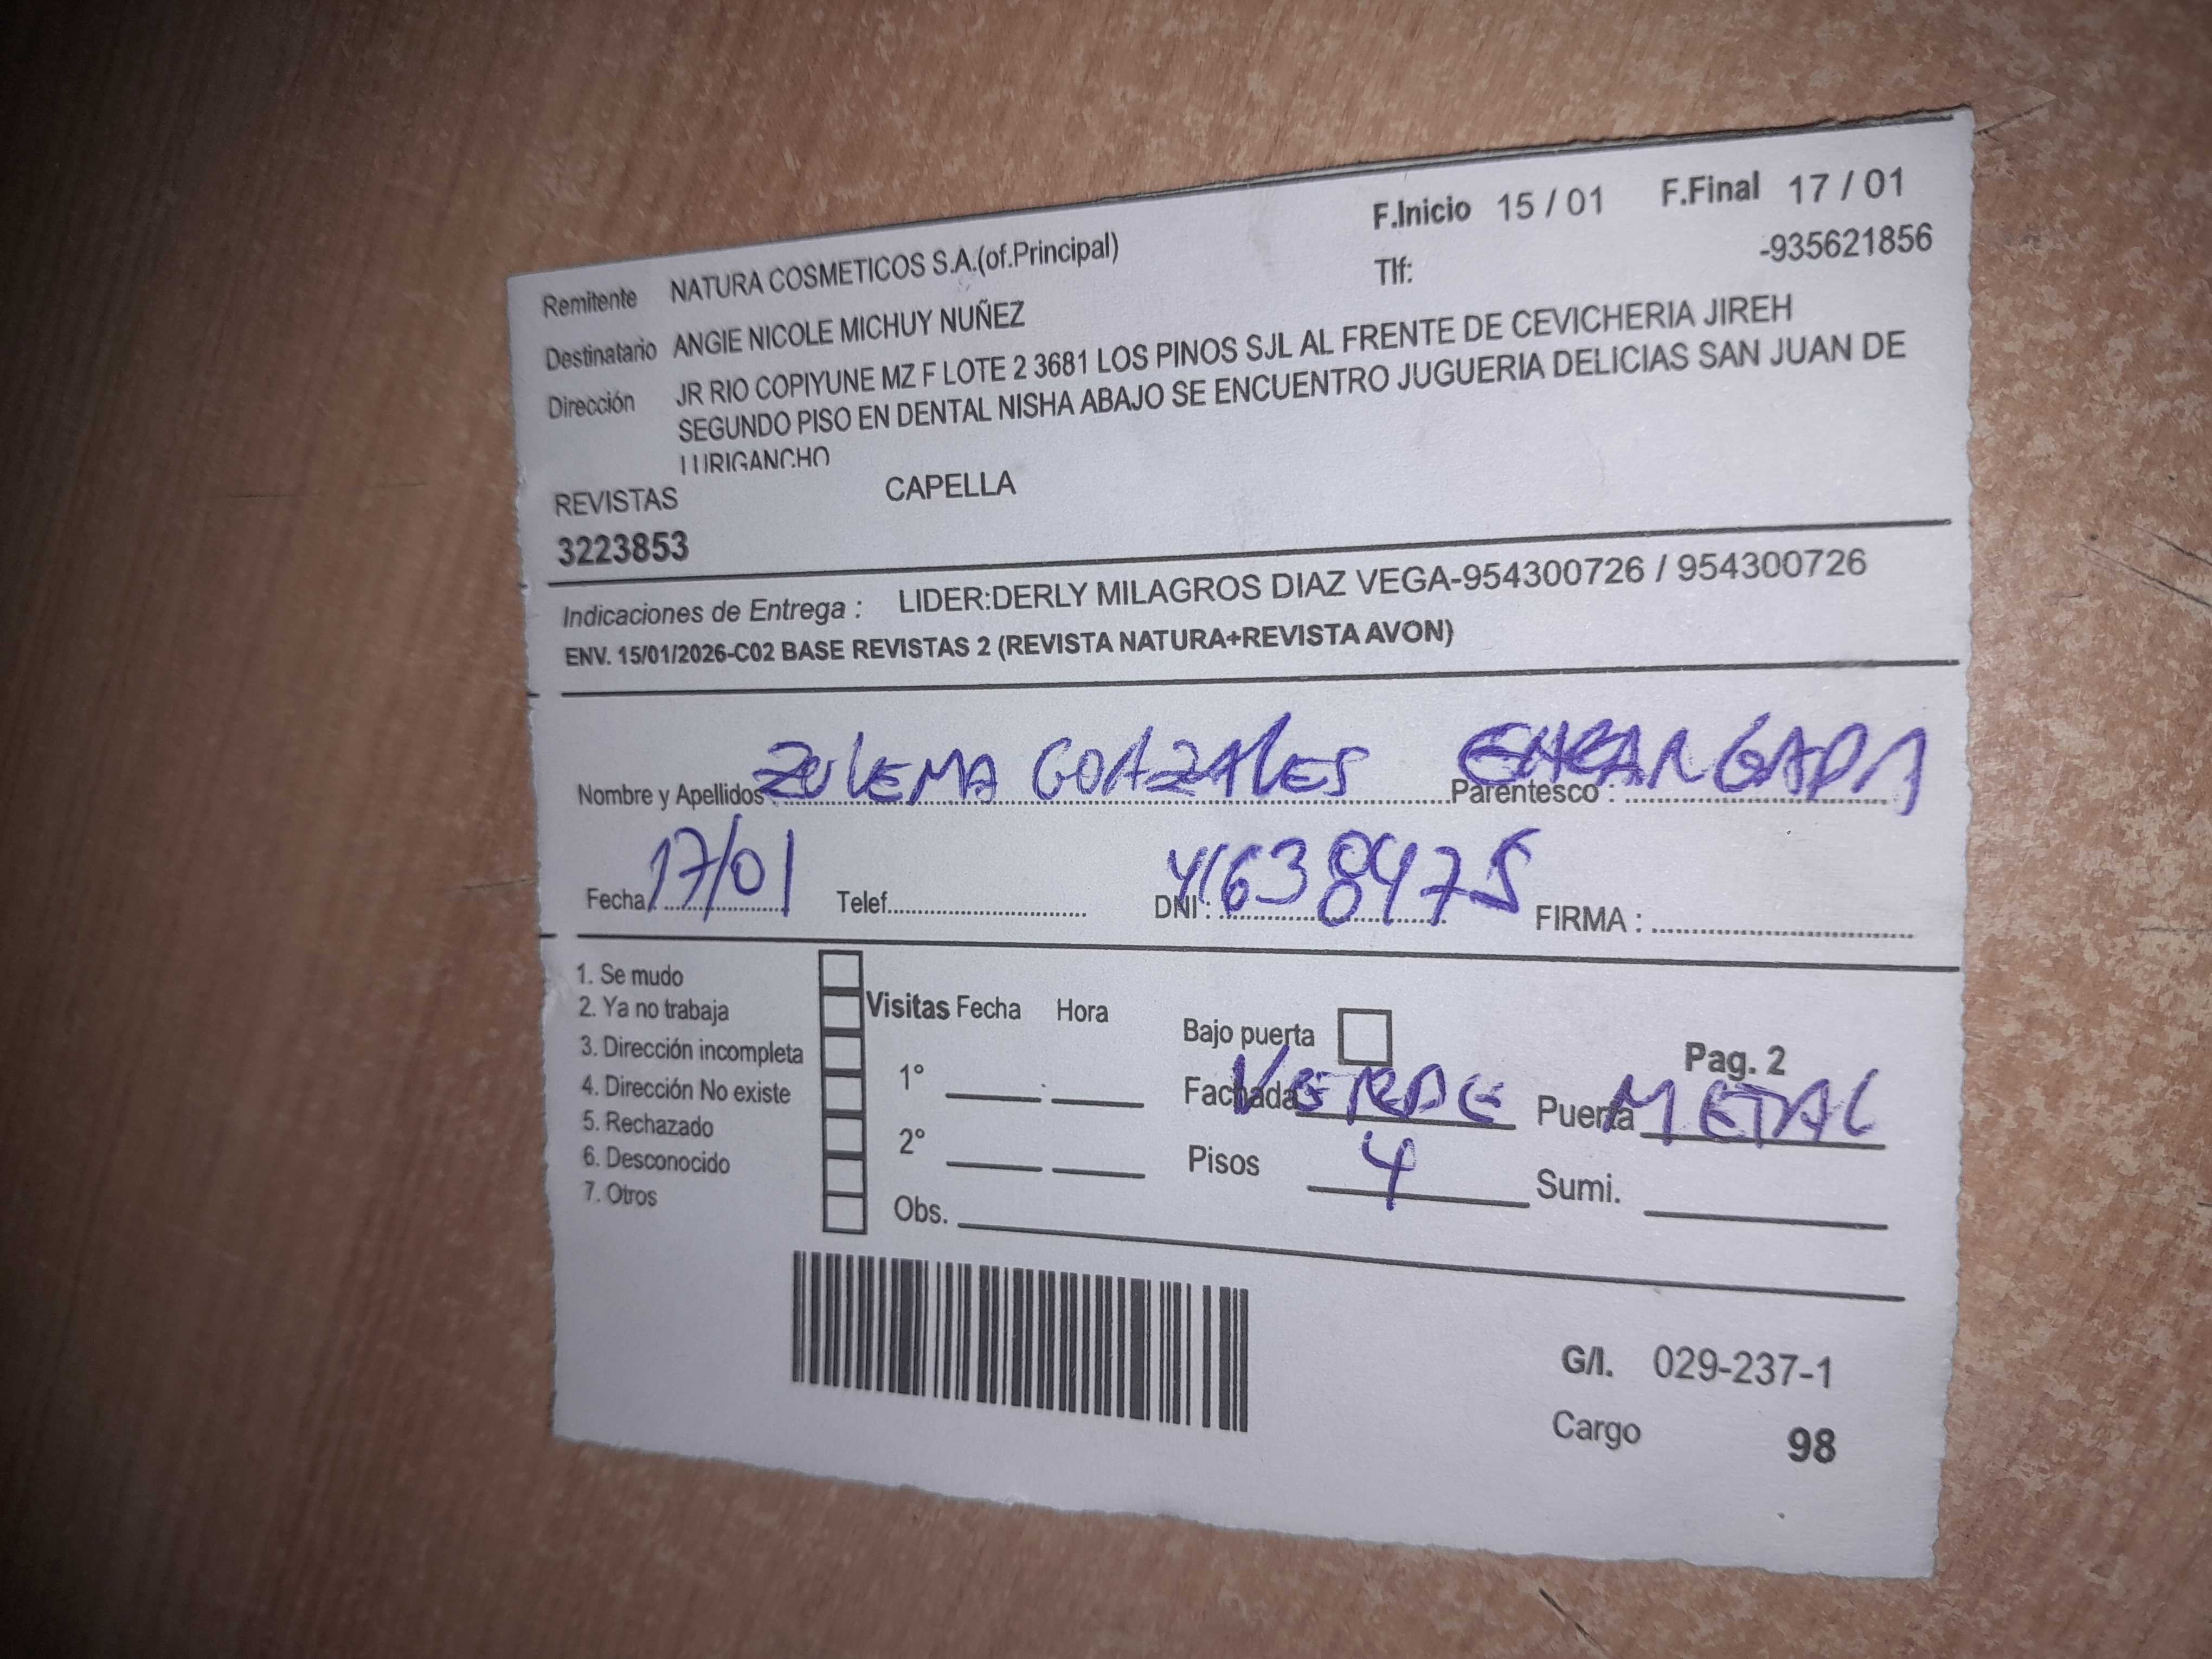 F.Inicio 15 / 01 F.Final 17 / 01
Remitente NATURA COSMETICOS S.A.(of.Principal) Tlf: -935621856
Destinatario ANGIE NICOLE MICHUY NUÑEZ
Dirección JR RIO COPIYUNE MZ F LOTE 2 3681 LOS PINOS SJL AL FRENTE DE CEVICHERIA JIREH
SEGUNDO PISO EN DENTAL NISHA ABAJO SE ENCUENTRO JUGUERIA DELICIAS SAN JUAN DE
LURIGANCHO
REVISTAS CAPELLA
3223853
Indicaciones de Entrega : LIDER:DERLY MILAGROS DIAZ VEGA-954300726 / 954300726
ENV. 15/01/2026-C02 BASE REVISTAS 2 (REVISTA NATURA+REVISTA AVON)
Nombre y Apellidos ZULEMA GONZALES Parentesco : ENCARGADA
Fecha 17/01 Telef. DNI : 41638475 FIRMA :
1. Se mudo
2. Ya no trabaja
3. Dirección incompleta
4. Dirección No existe
5. Rechazado
6. Desconocido
7. Otros
Visitas Fecha Hora
1°
2°
Obs.
Bajo puerta Pag. 2
Fachada VERDE Puerta METAL
Pisos 4 Sumi.
G/I. 029-237-1
Cargo 98